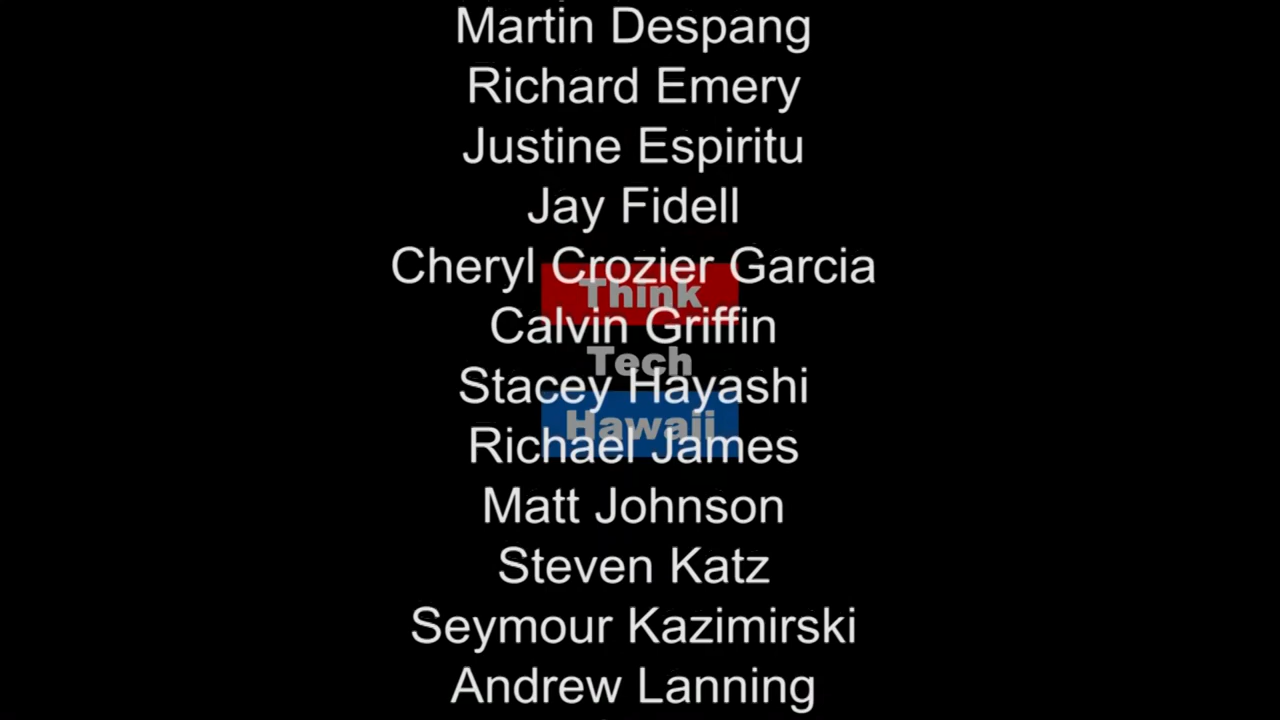 Martin Despang
Richard Emery
Justine Espiritu
Jay Fidell
Cheryl Crozier Garcia
Think
Calvin Griffin
Tech
Stacey Hayashi
Hawaii
Richael James
Matt Johnson
Steven Katz
Seymour Kazimirski
Andrew Lanning